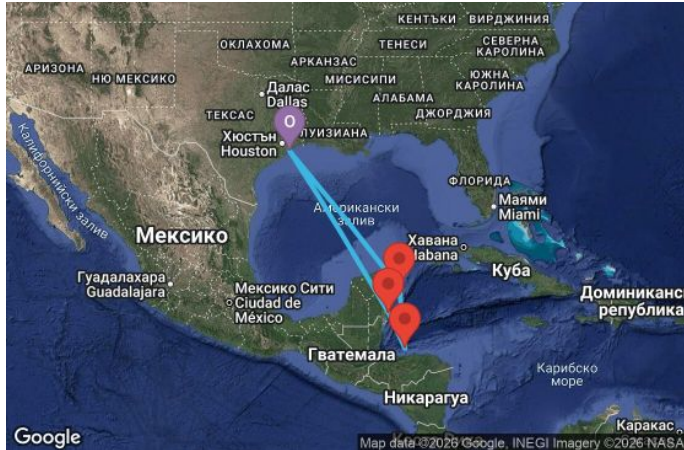 КЕНТЪКИ
ВИРДЖИНИЯ
ОКЛАХОМА
ТЕНЕСИ
СЕВЕРНА
КАРОЛИНА
АРИЗОНА
НЮ МЕКСИКО
АРКАНЗАС
МИСИСИПИ
ЮЖНА
КАРОЛИНА
Далас
Dallas
АЛАБАМА
ДЖОРДЖИЯ
ТЕКСАС
O
ЛУИЗИАНА
Хюстън
Houston
Калифорнийски залив
ФЛОРИДА
Маями
Miami
Американски
залив
Мексико
Хавана
Habana
Куба
Гуадалахара
Guadalajara
Мексико Сити
Ciudad de
México
Доминиканс
република
Гватемала
Карибско
море
Никарагуа
Каракас
Google
Map data ©2026 Google, INEGI Imagery ©2026 NASA